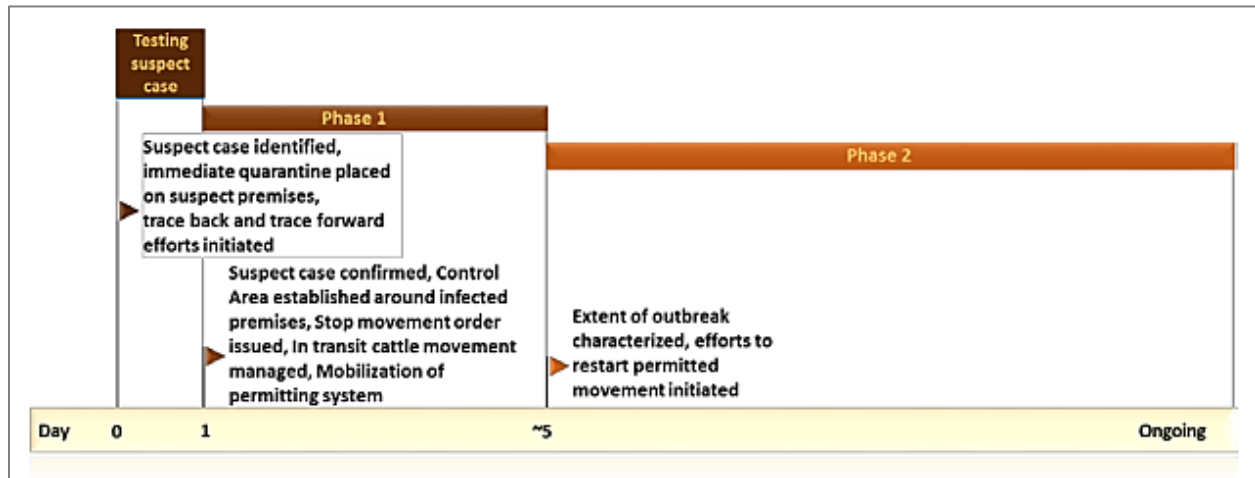 Testing
suspect
case
Phase 1
Phase 2
Suspect case identified,
immediate quarantine placed
on suspect premises,
trace back and trace forward
efforts initiated
Suspect case confirmed, Control
Area established around infected
premises, Stop movement order
issued, In transit cattle movement
managed, Mobilization of
permitting system
Extent of outbreak
characterized, efforts to
restart permitted
movement initiated
Day 0 1 ~5 Ongoing